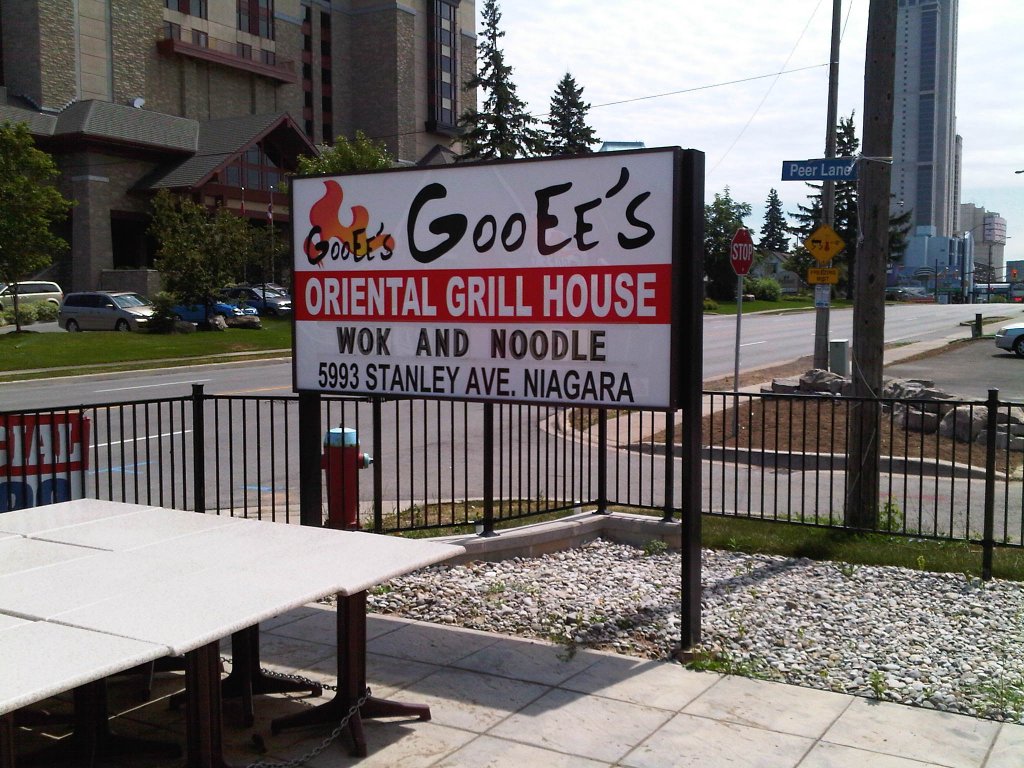 GooEe's
GooEe's
ORIENTAL GRILL HOUSE
WOK AND NOODLE
5993 STANLEY AVE. NIAGARA
Peer Lane
STOP